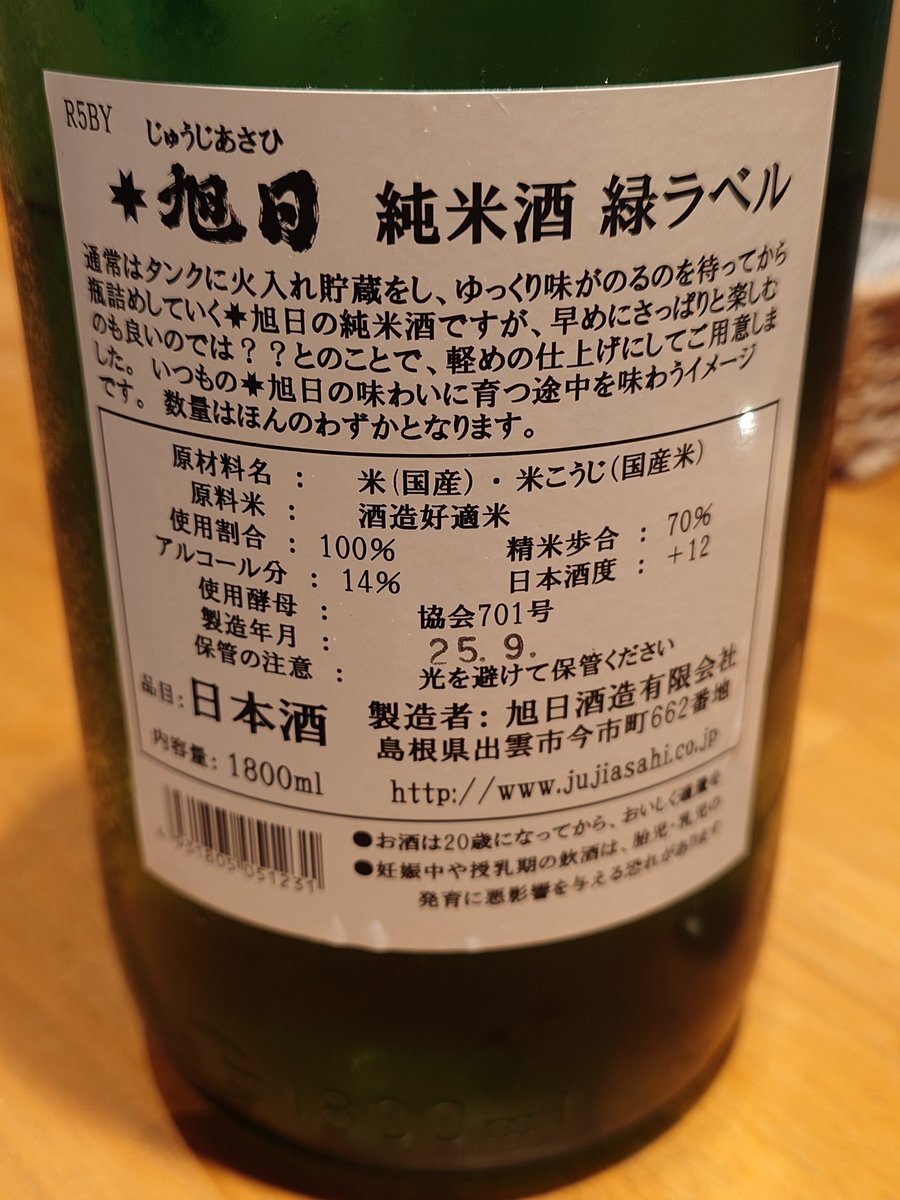 R5BY
じゅうじあさひ
旭日 純米酒 緑ラベル
通常はタンクに火入れ貯蔵をし、ゆっくり味がのるのを待ってから
瓶詰めしていく✷旭日の純米酒ですが、早めにさっぱりと楽しむ
のも良いのでは？？とのことで、軽めの仕上げにしてご用意しま
した。いつもの✷旭日の味わいに育つ途中を味わうイメージ
です。数量はほんのわずかとなります。
原材料名 : 米(国産)・米こうじ(国産米)
原料米 : 酒造好適米
使用割合 : 100% 精米歩合 : 70%
アルコール分 : 14% 日本酒度 : +12
使用酵母 : 協会701号
製造年月 : 25.9.
保管の注意 : 光を避けて保管ください
品目: 日本酒 製造者: 旭日酒造有限会社
島根県出雲市今市町662番地
内容量: 1800ml http://www.jujiasahi.co.jp
●お酒は20歳になってから、おいしく適量を
●妊娠中や授乳期の飲酒は、胎児・乳児の
発育に悪影響を与える恐れがあります
4931605051231
1800ml